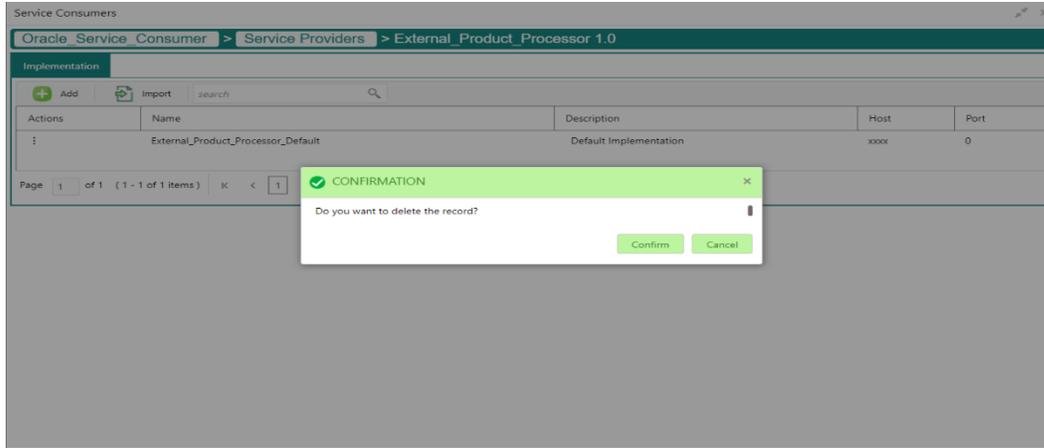 Service Consumers
Oracle_Service_Consumer > Service Providers > External_Product_Processor 1.0
Implementation
Add Import search
Actions Name Description Host Port
External_Product_Processor_Default Default Implementation xxxx 0
Page 1 of 1 (1 - 1 of 1 items) K < 1
CONFIRMATION ×
Do you want to delete the record?
Confirm Cancel